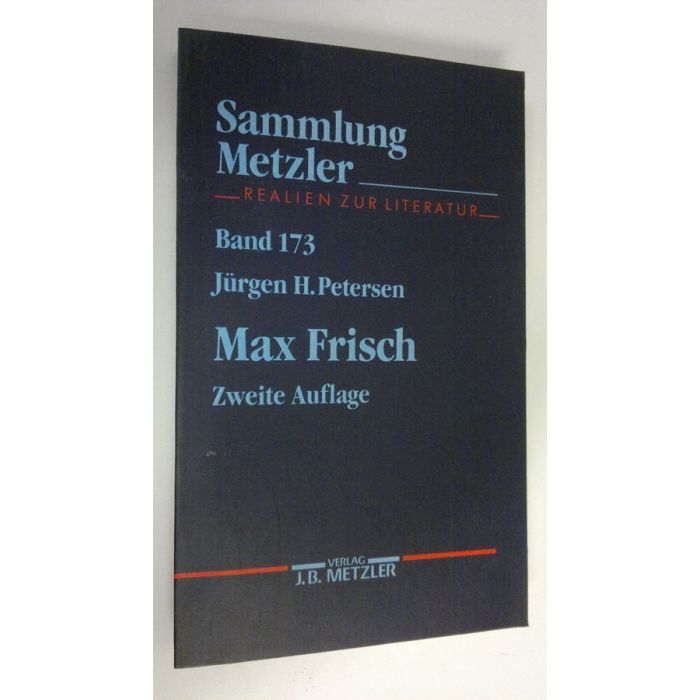 Sammlung
Metzler
REALIEN ZUR LITERATUR
Band 173
Jürgen H. Petersen
Max Frisch
Zweite Auflage
VERLAG
J.B. METZLER